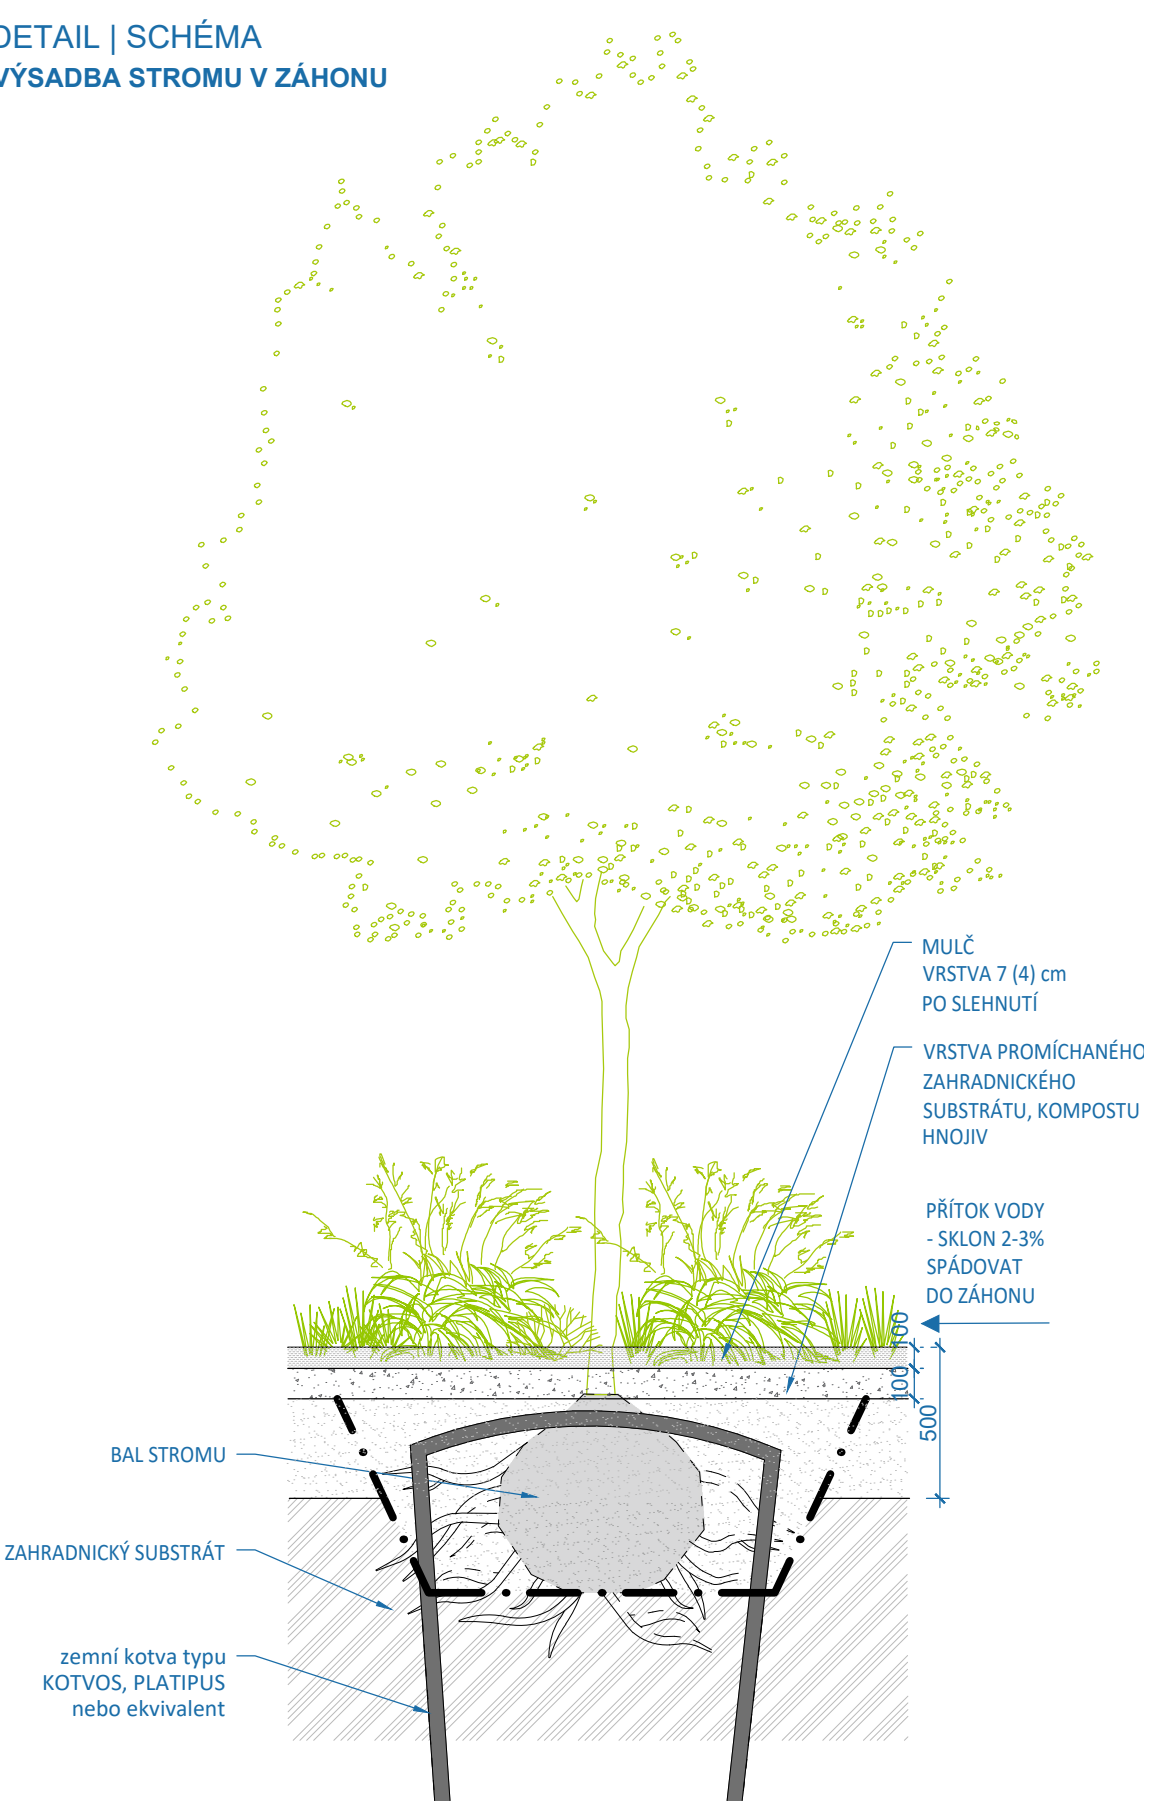 DETAIL | SCHÉMA
VÝSADBA STROMU V ZÁHONU
MULČ
VRSTVA 7 (4) cm
PO SLEHNUTÍ
VRSTVA PROMÍCHANÉHO
ZAHRADNICKÉHO
SUBSTRÁTU, KOMPOSTU
HNOJIV
PŘÍTOK VODY
- SKLON 2-3%
SPÁDOVAT
DO ZÁHONU
100
100
500
BAL STROMU
ZAHRADNICKÝ SUBSTRÁT
zemní kotva typu
KOTVOS, PLATIPUS
nebo ekvivalent